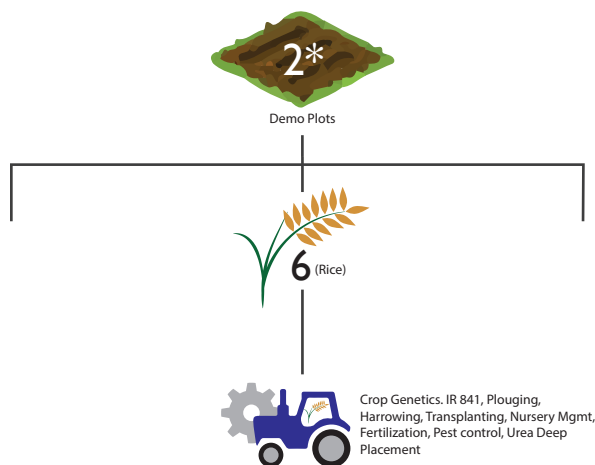 2*
Demo Plots
6 (Rice)
Crop Genetics. IR 841, Plouging,
Harrowing, Transplanting, Nursery Mgmt,
Fertilization, Pest control, Urea Deep
Placement